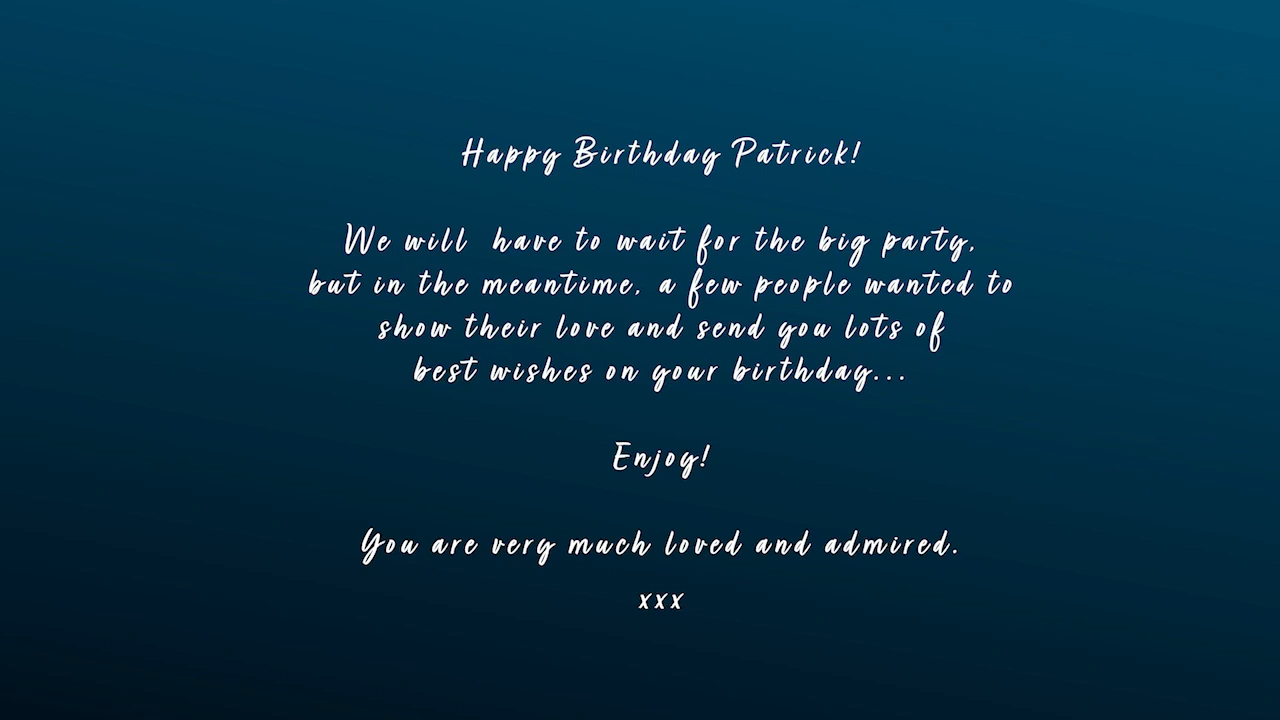 Happy Birthday Patrick!
We will have to wait for the big party,
but in the meantime, a few people wanted to
show their love and send you lots of
best wishes on your birthday...
Enjoy!
You are very much loved and admired.
xxx